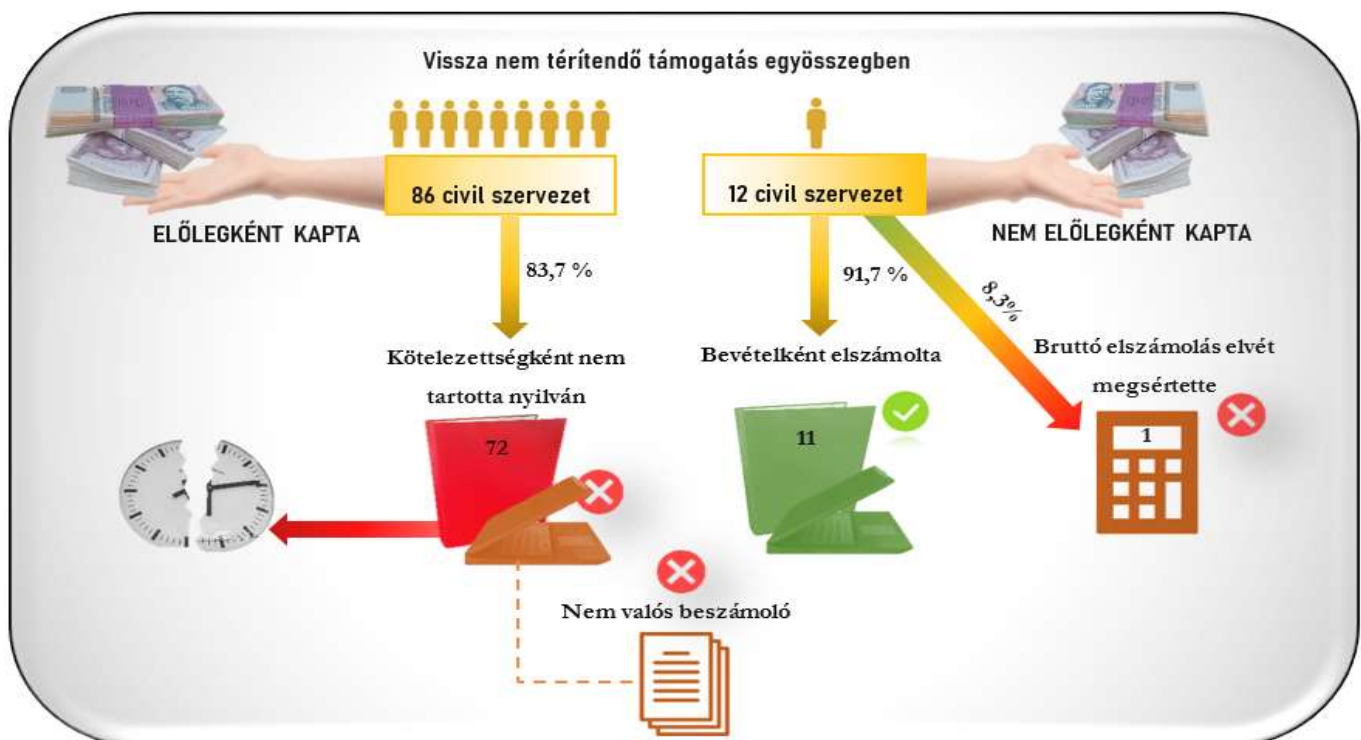 Vissza nem térítendő támogatás egyösszegben
86 civil szervezet
12 civil szervezet
ELŐLEGKÉNT KAPTA
NEM ELŐLEGKÉNT KAPTA
83,7 %
91,7 %
8,3%
Kötelezettségként nem
tartotta nyilván
Bevételként elszámolta
Bruttó elszámolás elvét
megsértette
72
11
1
Nem valós beszámoló